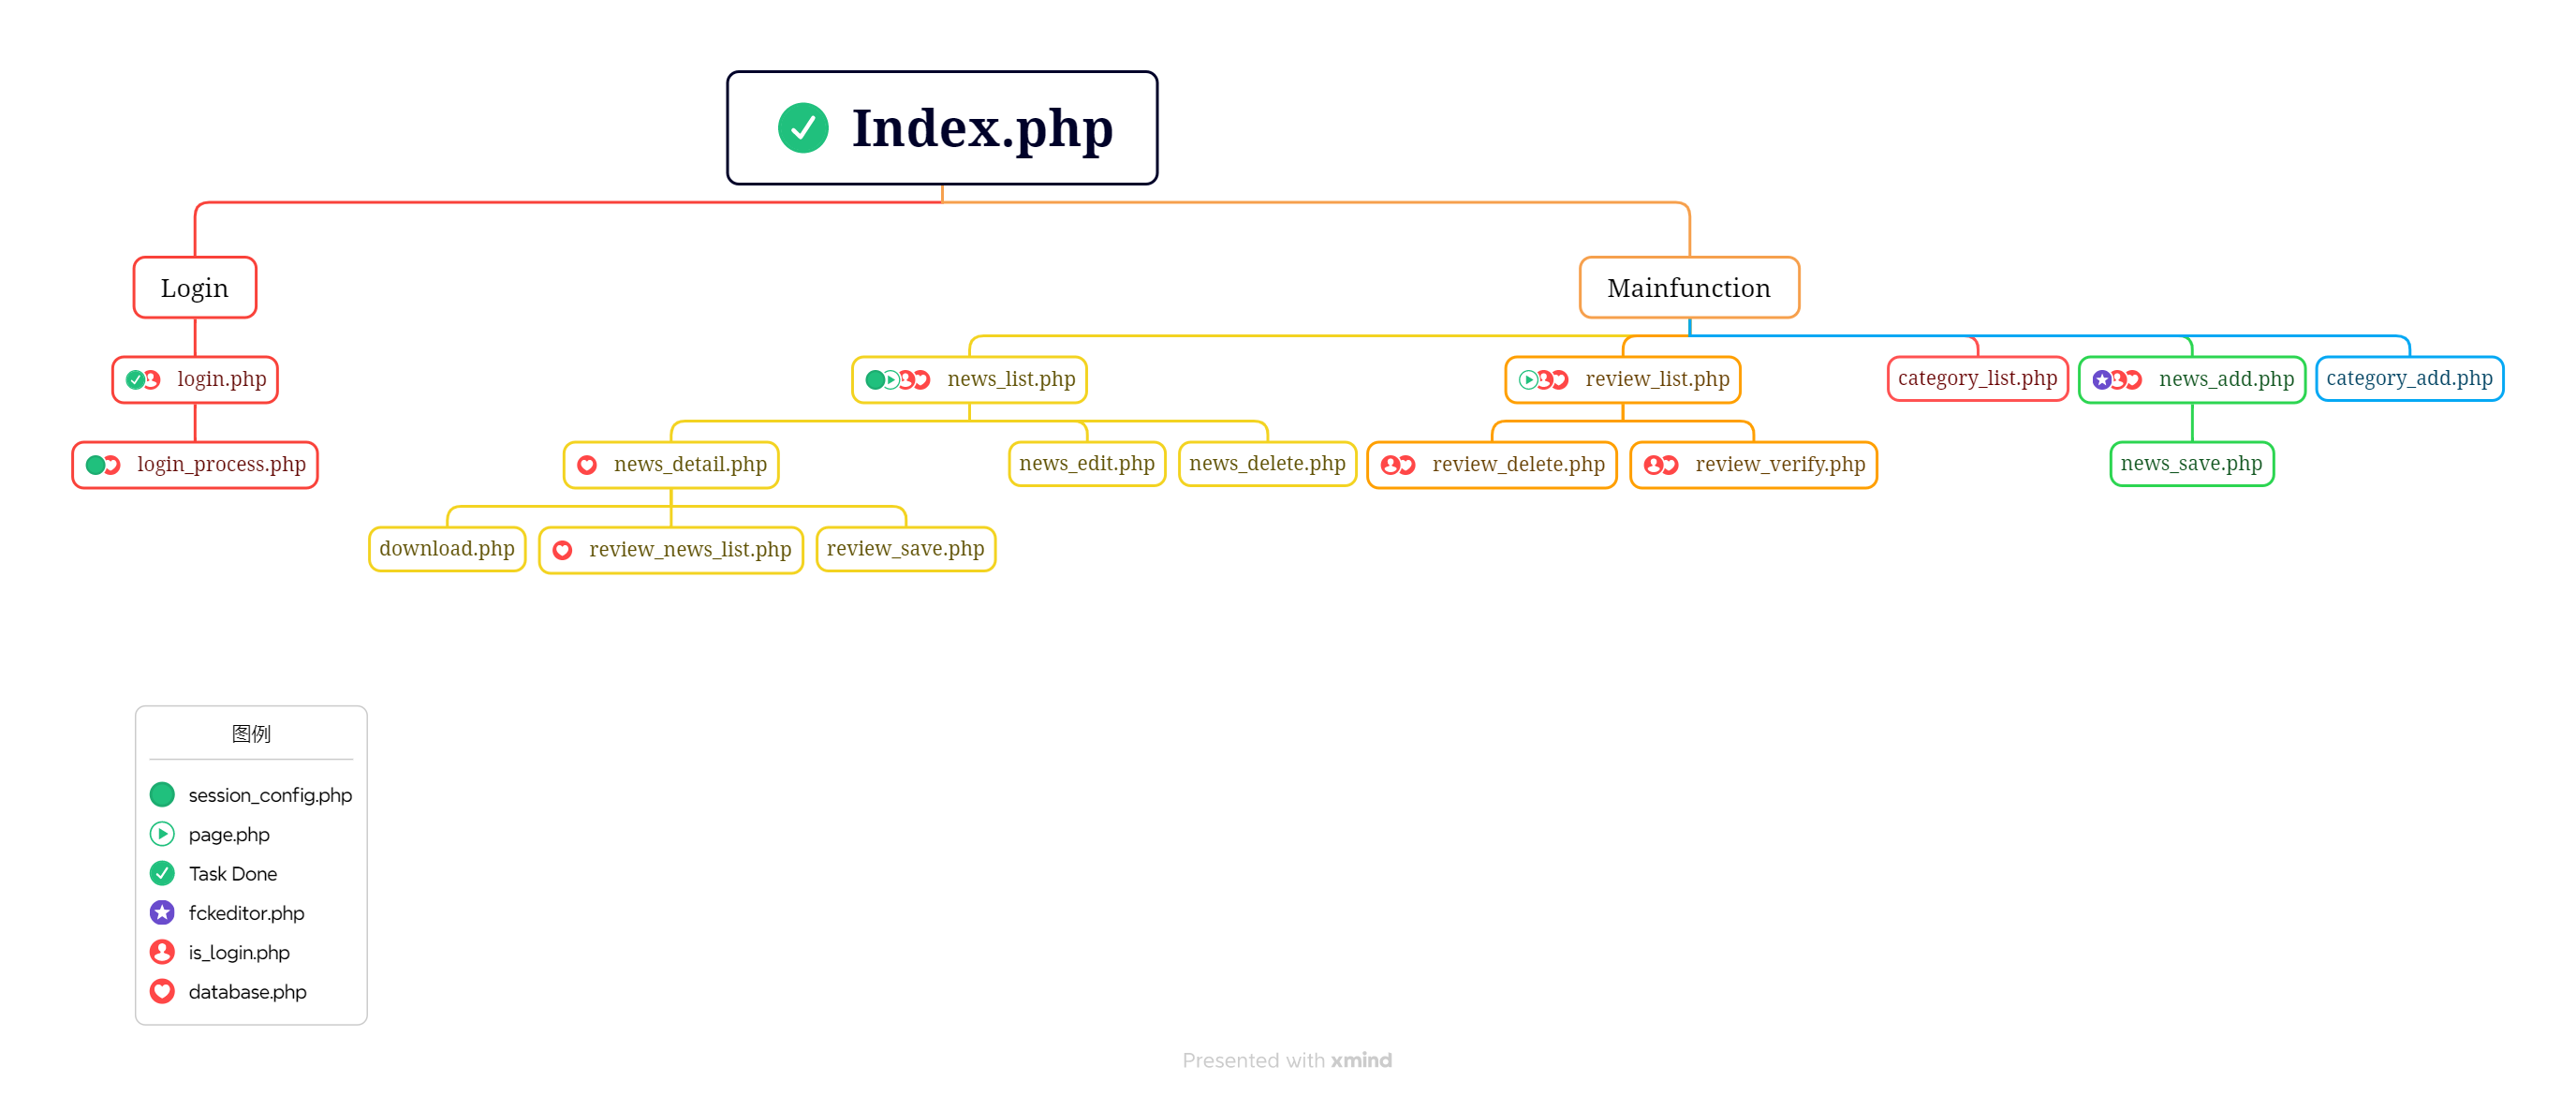 Index.php
Login
Mainfunction
login.php
news_list.php
review_list.php
category_list.php
news_add.php
category_add.php
login_process.php
news_detail.php
news_edit.php
news_delete.php
review_delete.php
review_verify.php
news_save.php
download.php
review_news_list.php
review_save.php
图例
session_config.php
page.php
Task Done
fckeditor.php
is_login.php
database.php
Presented with xmind